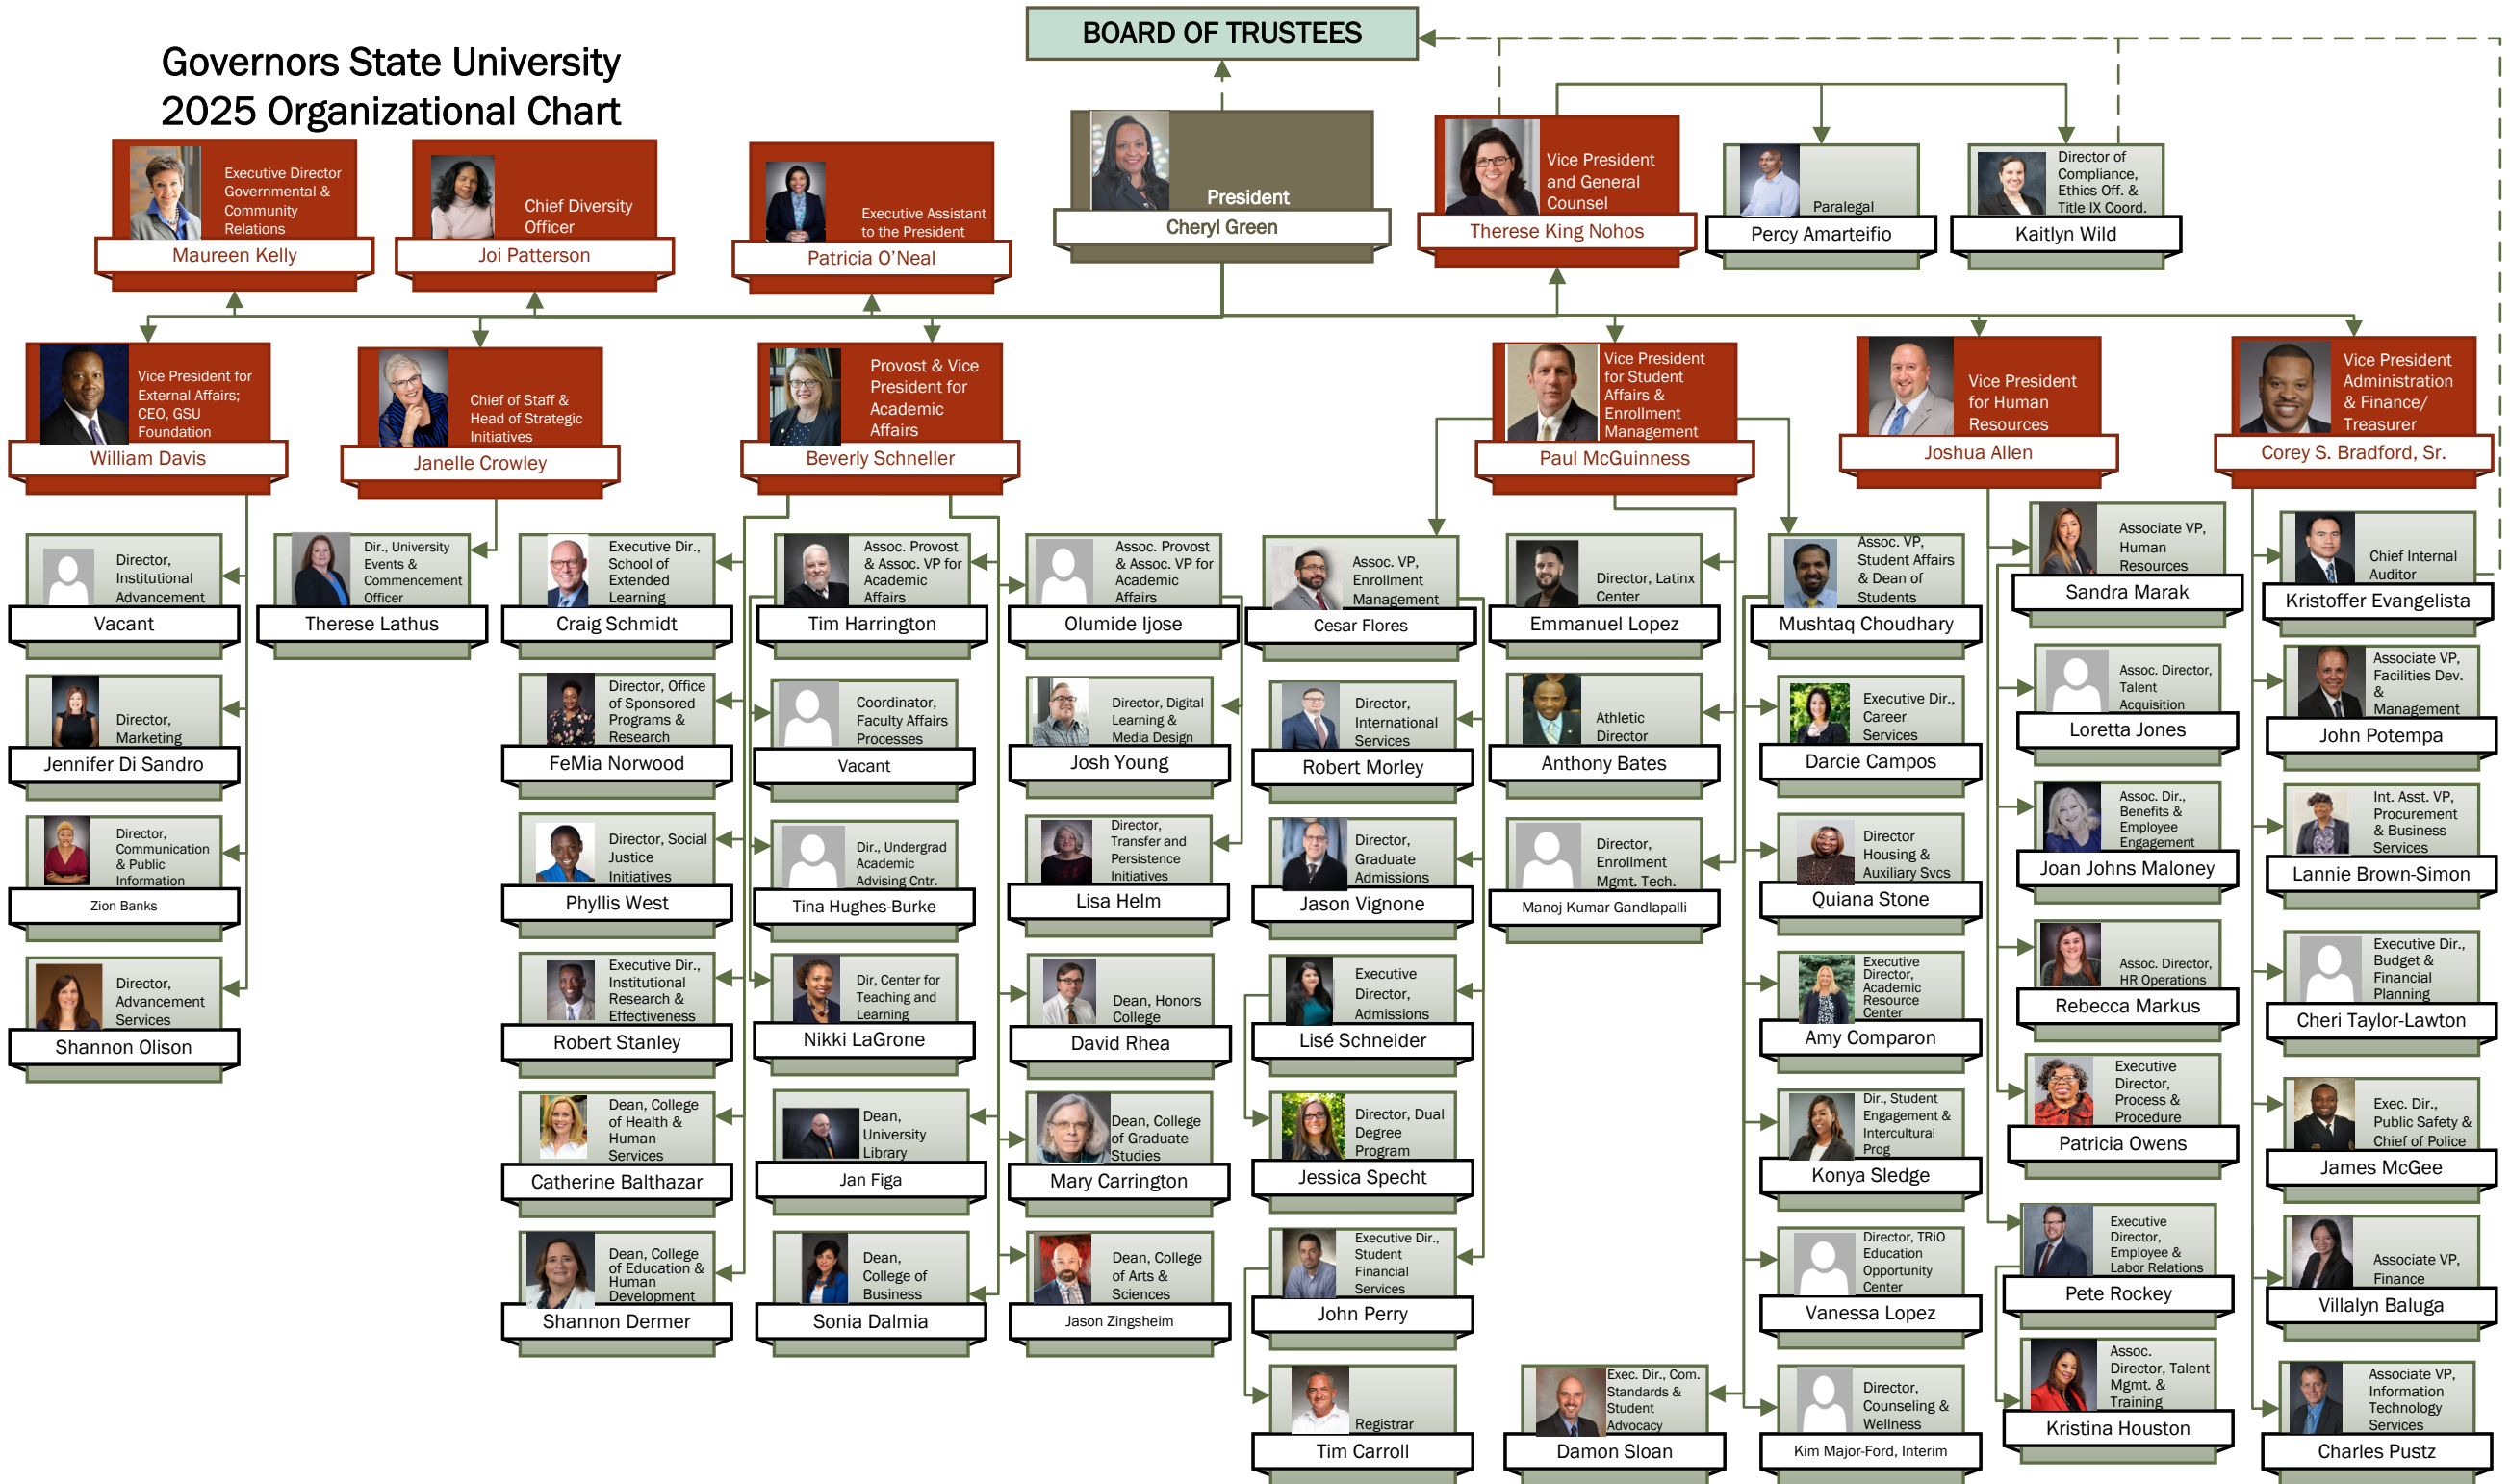 BOARD OF TRUSTEES
Governors State University
2025 Organizational Chart
Executive Director
Governmental &
Community
Relations
Maureen Kelly
Chief Diversity
Officer
Joi Patterson
Executive Assistant
to the President
Patricia O'Neal
President
Cheryl Green
Vice President
and General
Counsel
Therese King Nohos
Paralegal
Percy Amarteifio
Director of
Compliance,
Ethics Off. &
Title IX Coord.
Kaitlyn Wild
Vice President for
External Affairs;
CEO, GSU
Foundation
William Davis
Chief of Staff &
Head of Strategic
Initiatives
Janelle Crowley
Provost & Vice
President for
Academic
Affairs
Beverly Schneller
Vice President
for Student
Affairs &
Enrollment
Management
Paul McGuinness
Vice President
for Human
Resources
Joshua Allen
Vice President
Administration
& Finance/
Treasurer
Corey S. Bradford, Sr.
Director,
Institutional
Advancement
Vacant
Director,
Marketing
Jennifer Di Sandro
Director,
Communication
& Public
Information
Zion Banks
Director,
Advancement
Services
Shannon Olison
Dir., University
Events &
Commencement
Officer
Therese Lathus
Executive Dir.,
School of
Extended
Learning
Craig Schmidt
Director, Office
of Sponsored
Programs &
Research
FeMia Norwood
Director, Social
Justice
Initiatives
Phyllis West
Executive Dir.,
Institutional
Research &
Effectiveness
Robert Stanley
Dean, College
of Health &
Human
Services
Catherine Balthazar
Dean, College
of Education &
Human
Development
Shannon Dermer
Assoc. Provost
& Assoc. VP for
Academic
Affairs
Tim Harrington
Coordinator,
Faculty Affairs
Processes
Vacant
Dir., Undergrad
Academic
Advising Cntr.
Tina Hughes-Burke
Dir, Center for
Teaching and
Learning
Nikki LaGrone
Dean,
University
Library
Jan Figa
Dean,
College of
Business
Sonia Dalmia
Assoc. Provost
& Assoc. VP for
Academic
Affairs
Olumide Ijose
Director, Digital
Learning &
Media Design
Josh Young
Director,
Transfer and
Persistence
Initiatives
Lisa Helm
Dean, Honors
College
David Rhea
Dean, College
of Graduate
Studies
Mary Carrington
Dean, College
of Arts &
Sciences
Jason Zingsheim
Assoc. VP,
Enrollment
Management
Cesar Flores
Director,
International
Services
Robert Morley
Director,
Graduate
Admissions
Jason Vignone
Executive
Director,
Admissions
Lisé Schneider
Director, Dual
Degree
Program
Jessica Specht
Executive Dir.,
Student
Financial
Services
John Perry
Registrar
Tim Carroll
Director, Latinx
Center
Emmanuel Lopez
Athletic
Director
Anthony Bates
Director,
Enrollment
Mgmt. Tech.
Manoj Kumar Gandlapalli
Exec. Dir., Com.
Standards &
Student
Advocacy
Damon Sloan
Assoc. VP,
Student Affairs
& Dean of
Students
Mushtaq Choudhary
Executive Dir.,
Career
Services
Darcie Campos
Director
Housing &
Auxiliary Svcs
Quiana Stone
Executive
Director,
Academic
Resource
Center
Amy Comparon
Dir., Student
Engagement &
Intercultural
Prog
Konya Sledge
Director, TRiO
Education
Opportunity
Center
Vanessa Lopez
Director,
Counseling &
Wellness
Kim Major-Ford, Interim
Associate VP,
Human
Resources
Sandra Marak
Assoc. Director,
Talent
Acquisition
Loretta Jones
Assoc. Dir.,
Benefits &
Employee
Engagement
Joan Johns Maloney
Assoc. Director,
HR Operations
Rebecca Markus
Executive
Director,
Process &
Procedure
Patricia Owens
Executive
Director,
Employee &
Labor Relations
Pete Rockey
Assoc.
Director, Talent
Mgmt. &
Training
Kristina Houston
Chief Internal
Auditor
Kristoffer Evangelista
Associate VP,
Facilities Dev.
&
Management
John Potempa
Int. Asst. VP,
Procurement
& Business
Services
Lannie Brown-Simon
Executive Dir.,
Budget &
Financial
Planning
Cheri Taylor-Lawton
Exec. Dir.,
Public Safety &
Chief of Police
James McGee
Associate VP,
Finance
Villalyn Baluga
Associate VP,
Information
Technology
Services
Charles Pustz